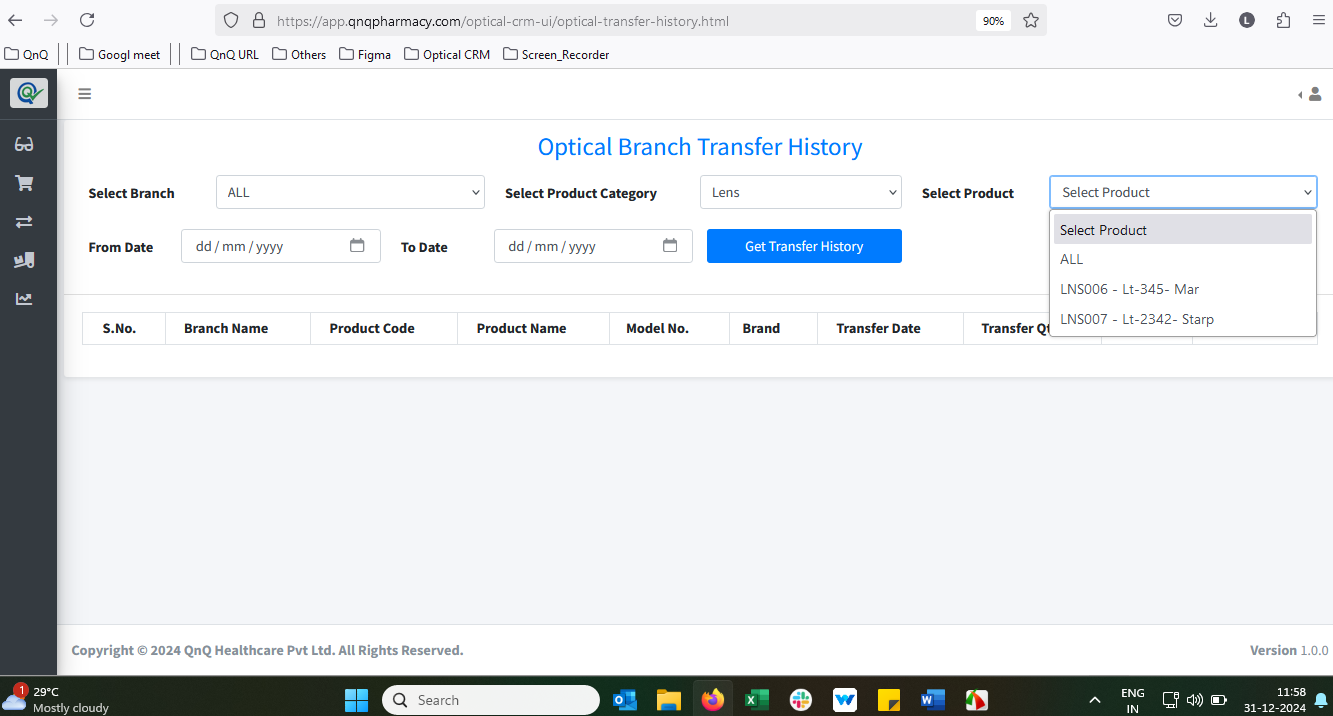 https://app.qnqpharmacy.com/optical-crm-ui/optical-transfer-history.html 90% L
QnQ Googl meet QnQ URL Others Figma Optical CRM Screen_Recorder
Optical Branch Transfer History
Select Branch ALL Select Product Category Lens Select Product Select Product
Select Product
ALL
LNS006 - Lt-345- Mar
LNS007 - Lt-2342- Starp
From Date dd / mm / yyyy To Date dd / mm / yyyy Get Transfer History
S.No. Branch Name Product Code Product Name Model No. Brand Transfer Date Transfer
Copyright © 2024 QnQ Healthcare Pvt Ltd. All Rights Reserved. Version 1.0.0
1 29°C
Mostly cloudy
Search
ENG
IN
11:58
31-12-2024